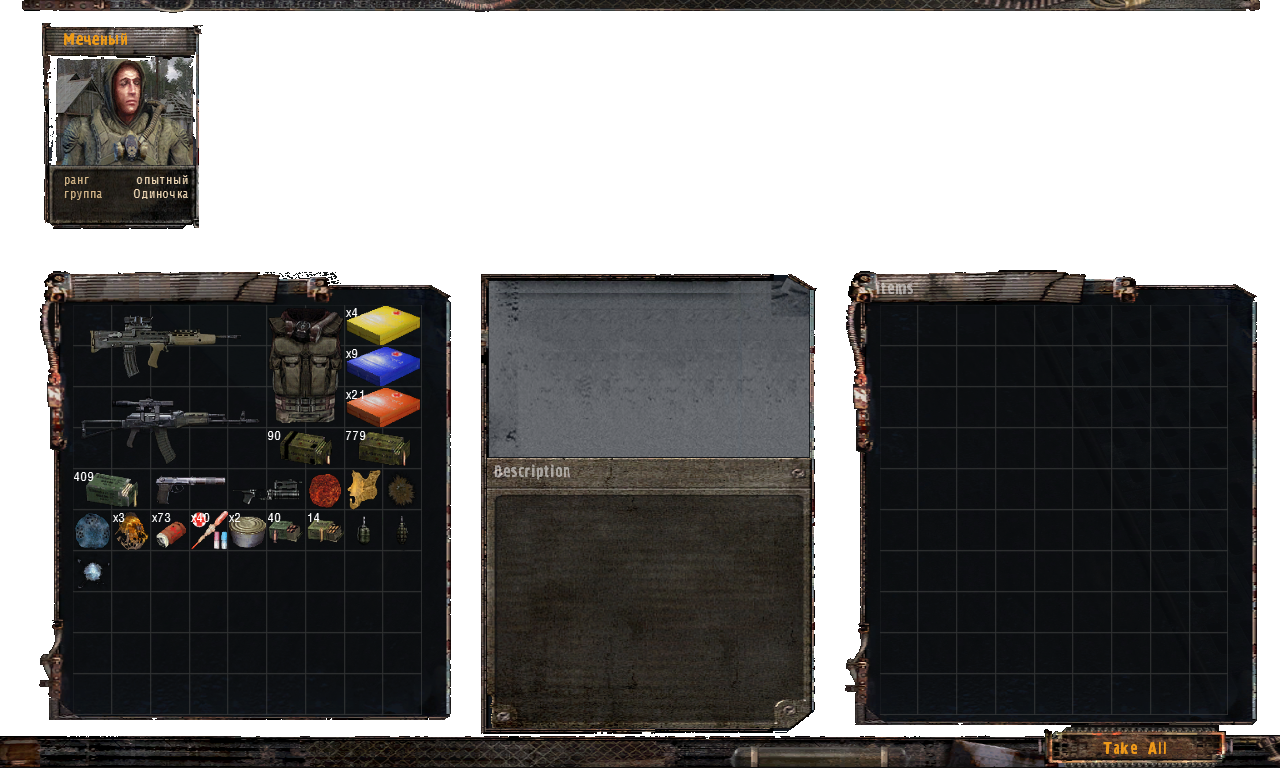 Меченый
ранг опытный
группа Одиночка
Items
x4
x9
x21
90 779
409
x3 x73 x40 x2 40 14
Description
Take All